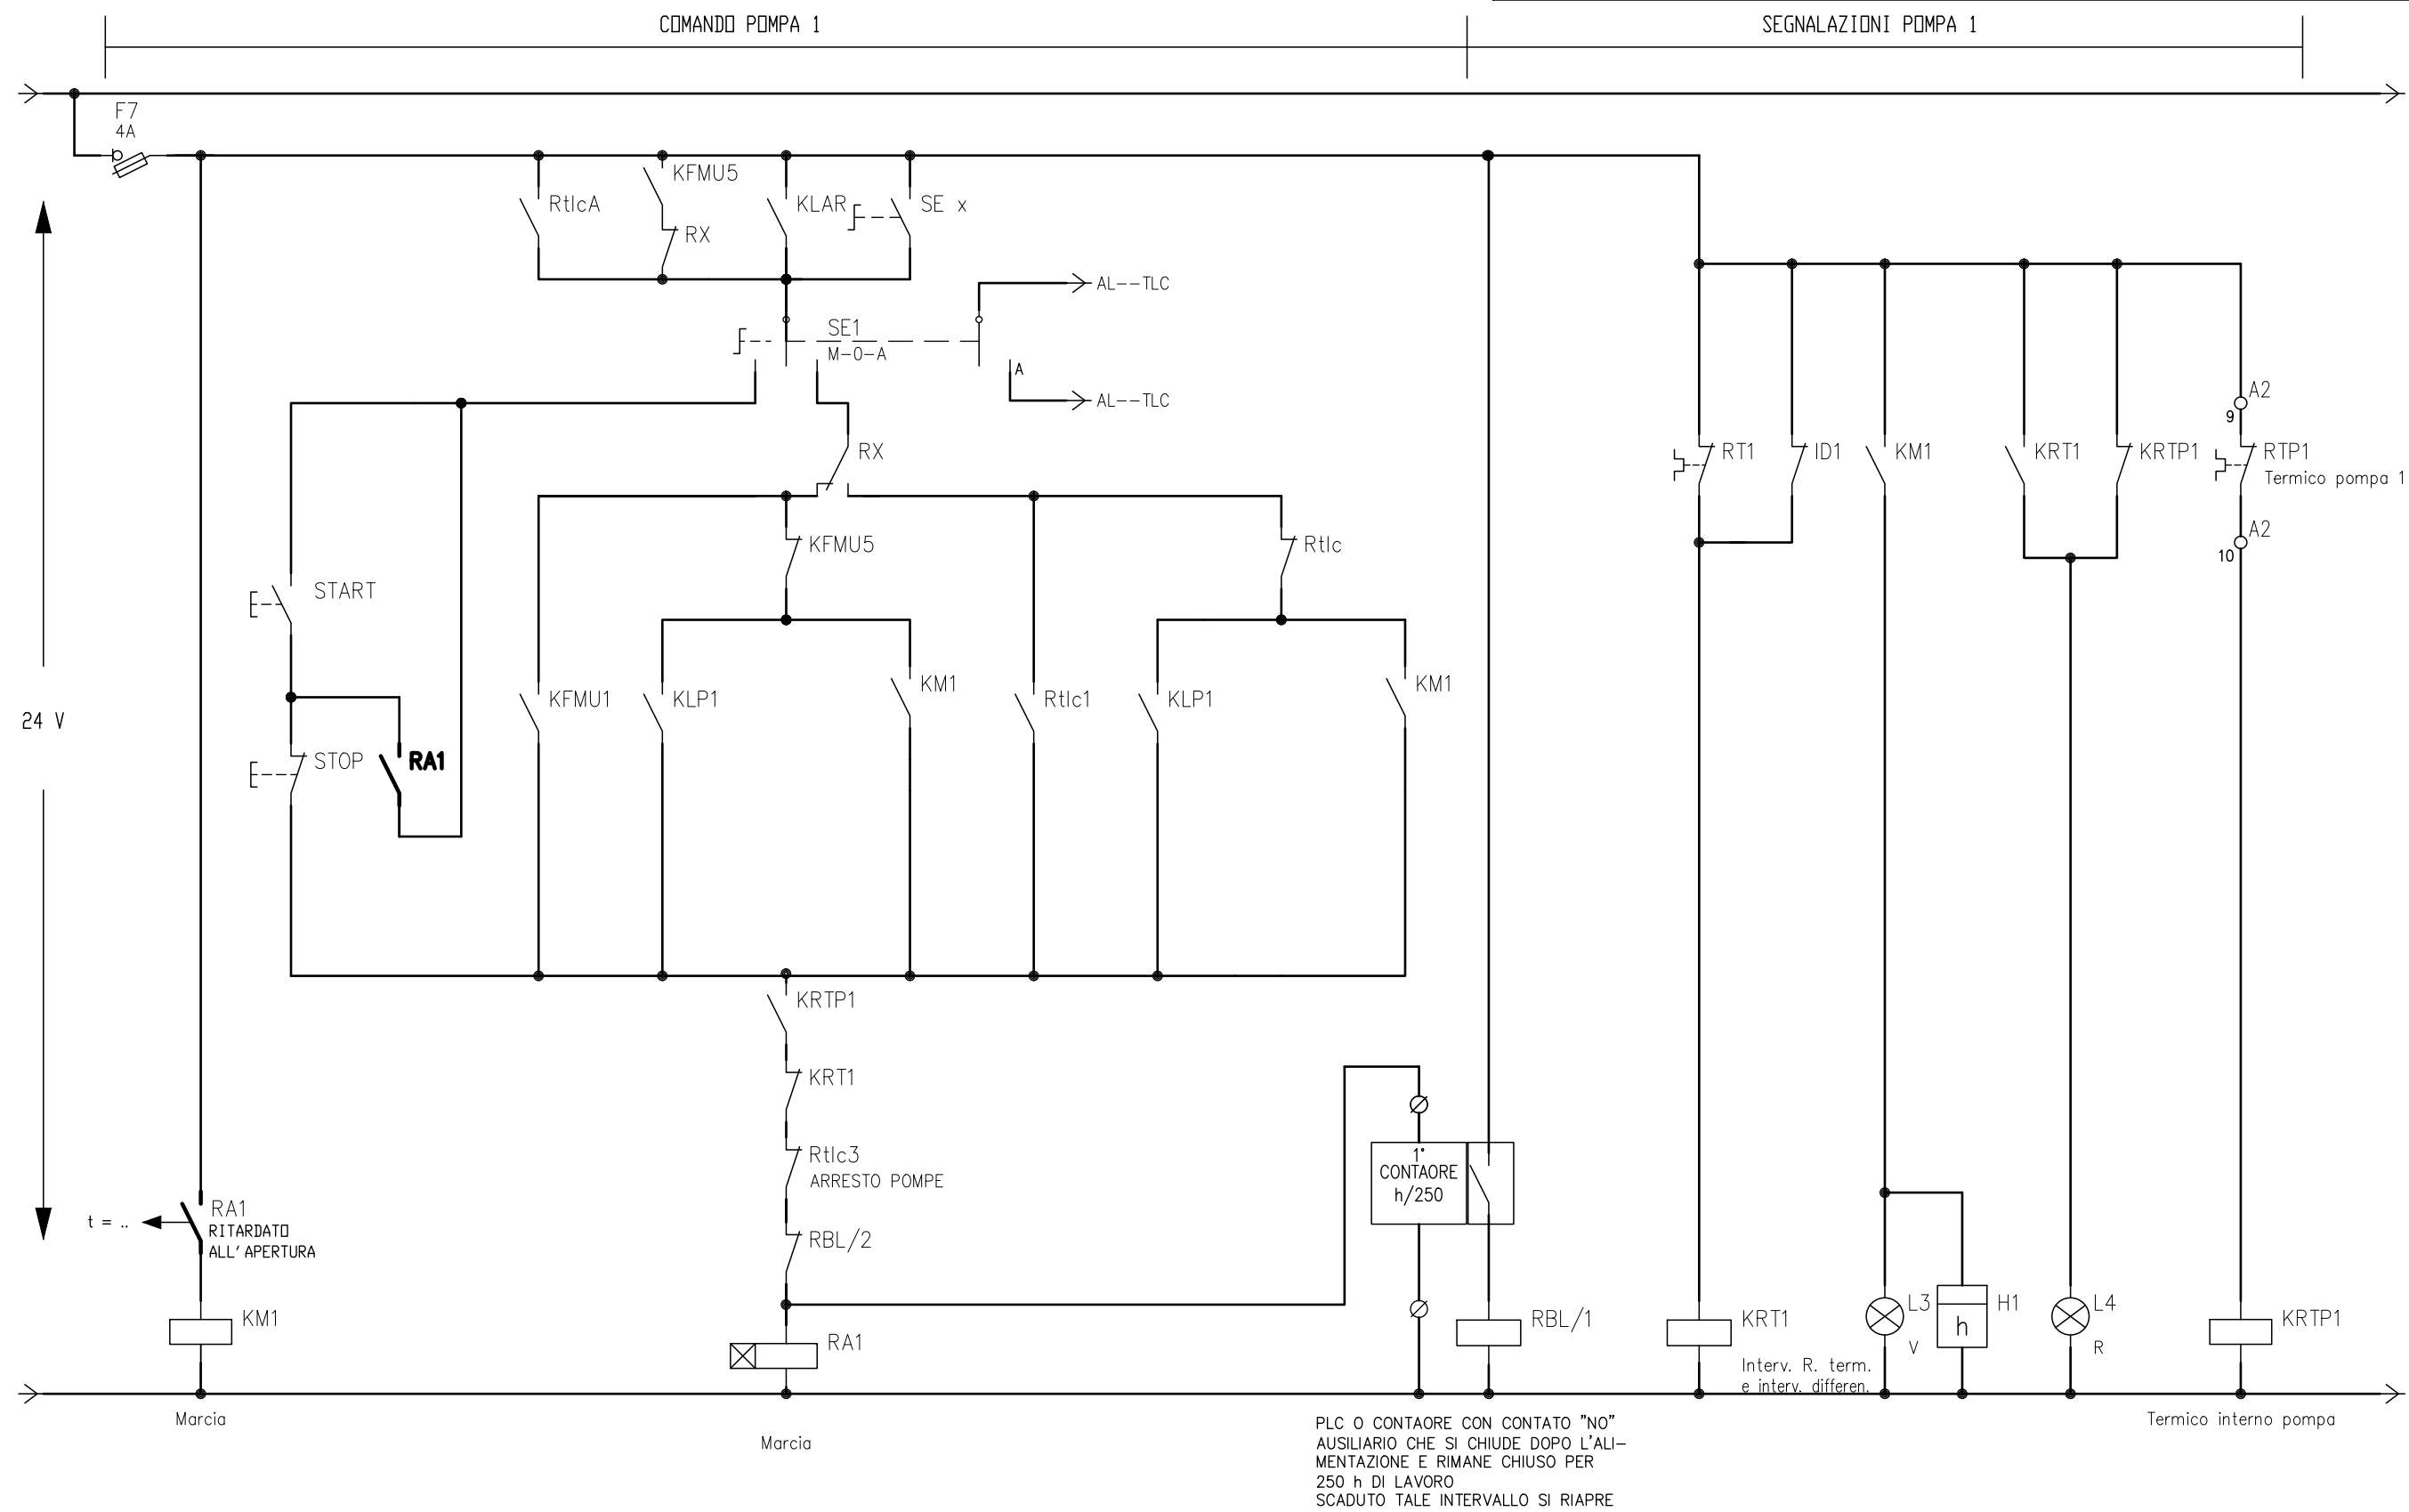 COMANDO POMPA 1
SEGNALAZIONI POMPA 1
F7
4A
KFMU5
RtlcA
KLAR
SE x
RX
AL--TLC
SE1
M-0-A
A
AL--TLC
A2
9
RX
RT1
ID1
KM1
KRT1
KRTP1
RTP1
Termico pompa 1
KFMU5
Rtlc
A2
10
START
KM1
KM1
KFMU1
KLP1
Rtlc1
KLP1
24 V
STOP
RA1
KRTP1
KRT1
Rtlc3
ARRESTO POMPE
1°
CONTAORE
h/250
RA1
t = ..
RITARDATO
ALL'APERTURA
RBL/2
KM1
RA1
RBL/1
KRT1
L3
V
H1
h
L4
R
KRTP1
Interv. R. term.
e interv. differen.
Marcia
Marcia
Termico interno pompa
PLC O CONTAORE CON CONTATO "NO"
AUSILIARIO CHE SI CHIUDE DOPO L'ALI-
MENTAZIONE E RIMANE CHIUSO PER
250 h DI LAVORO
SCADUTO TALE INTERVALLO SI RIAPRE